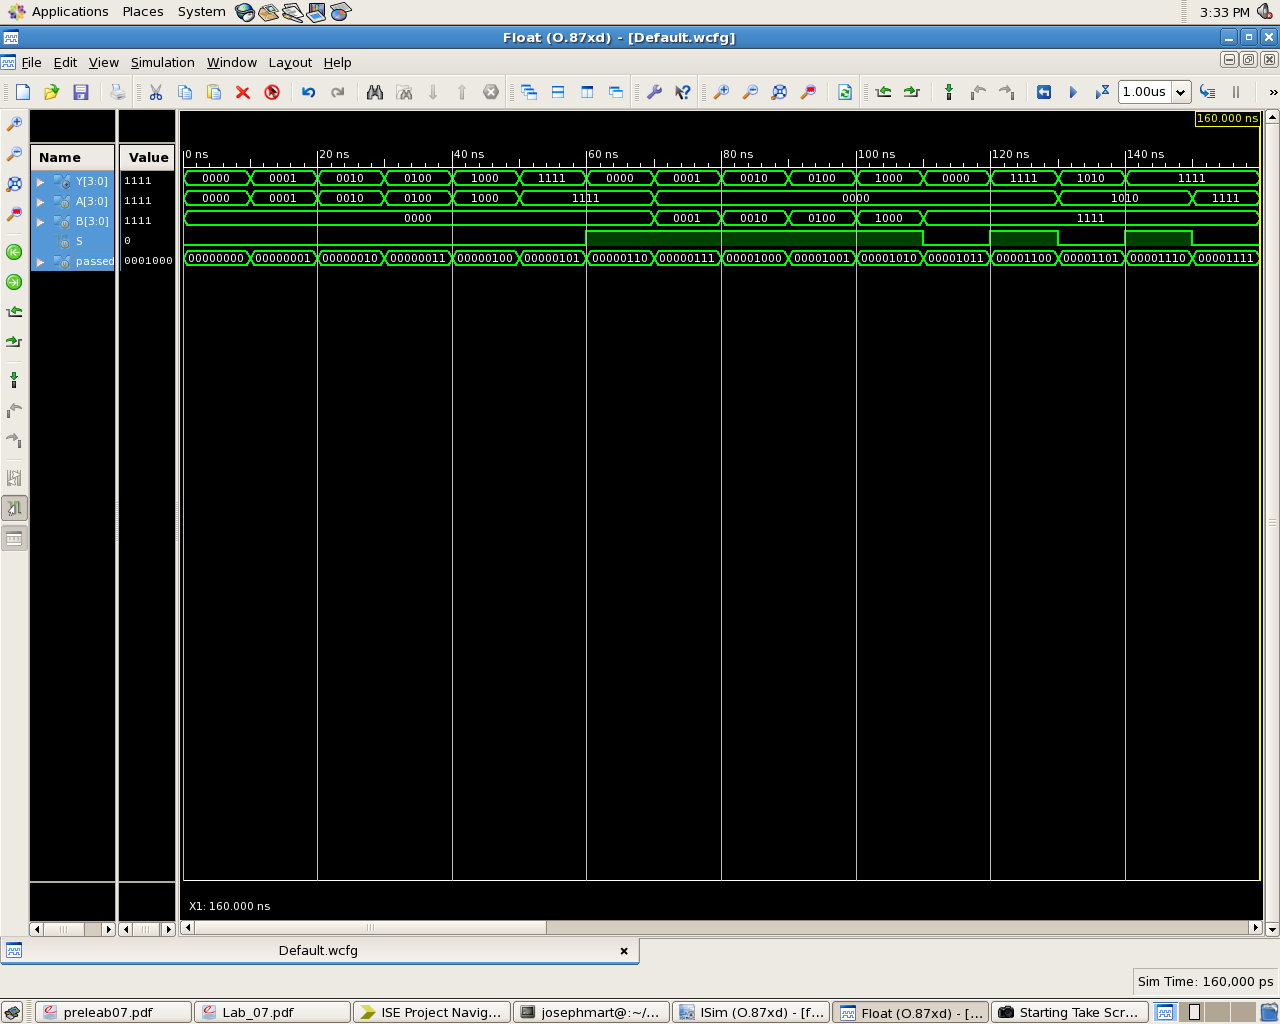 Applications Places System 3:33 PM
Float (O.87xd) - [Default.wcfg]
File Edit View Simulation Window Layout Help
1.00us »
160.000 ns
Name Value
0 ns 20 ns 40 ns 60 ns 80 ns 100 ns 120 ns 140 ns
Y[3:0] 1111 0000 0001 0010 0100 1000 1111 0000 0001 0010 0100 1000 0000 1111 1010 1111
A[3:0] 1111 0000 0001 0010 0100 1000 1111 0000 1010 1111
B[3:0] 1111 0000 0001 0010 0100 1000 1111
S 0
passed 0001000 00000000 00000001 00000010 00000011 00000100 00000101 00000110 00000111 00001000 00001001 00001010 00001011 00001100 00001101 00001110 00001111
X1: 160.000 ns
Default.wcfg
Sim Time: 160,000 ps
preleab07.pdf Lab_07.pdf ISE Project Navig... josephmart@:~/... ISim (O.87xd) - [f... Float (O.87xd) - [... Starting Take Scr...